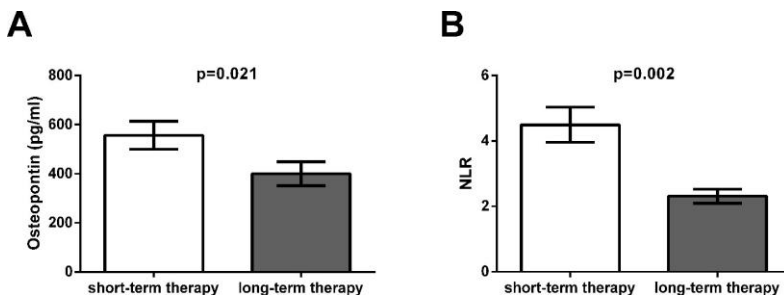 A
p=0.021
Osteopontin (pg/ml)
800
600
400
200
0
short-term therapy long-term therapy
B
p=0.002
NLR
6
4
2
0
short-term therapy long-term therapy